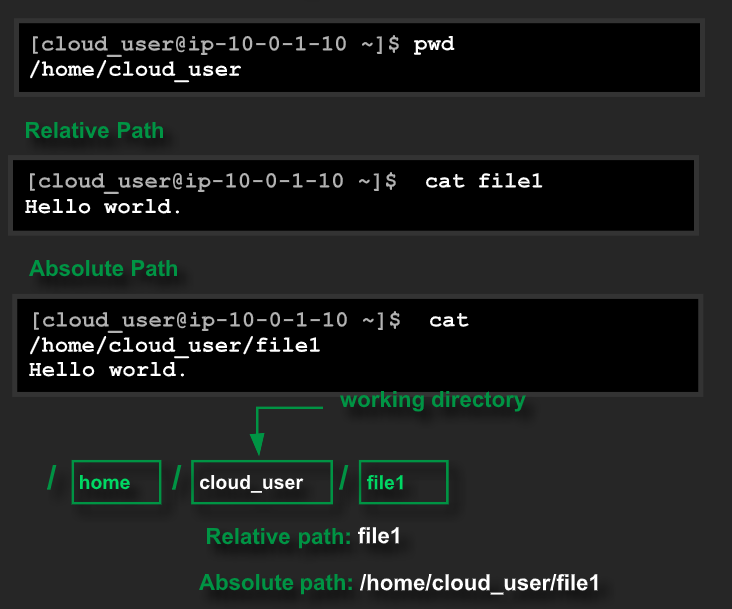 [cloud_user@ip-10-0-1-10 ~]$ pwd
/home/cloud_user
Relative Path
[cloud_user@ip-10-0-1-10 ~]$ cat file1
Hello world.
Absolute Path
[cloud_user@ip-10-0-1-10 ~]$ cat
/home/cloud_user/file1
Hello world.
working directory
/ home / cloud_user / file1
Relative path: file1
Absolute path: /home/cloud_user/file1